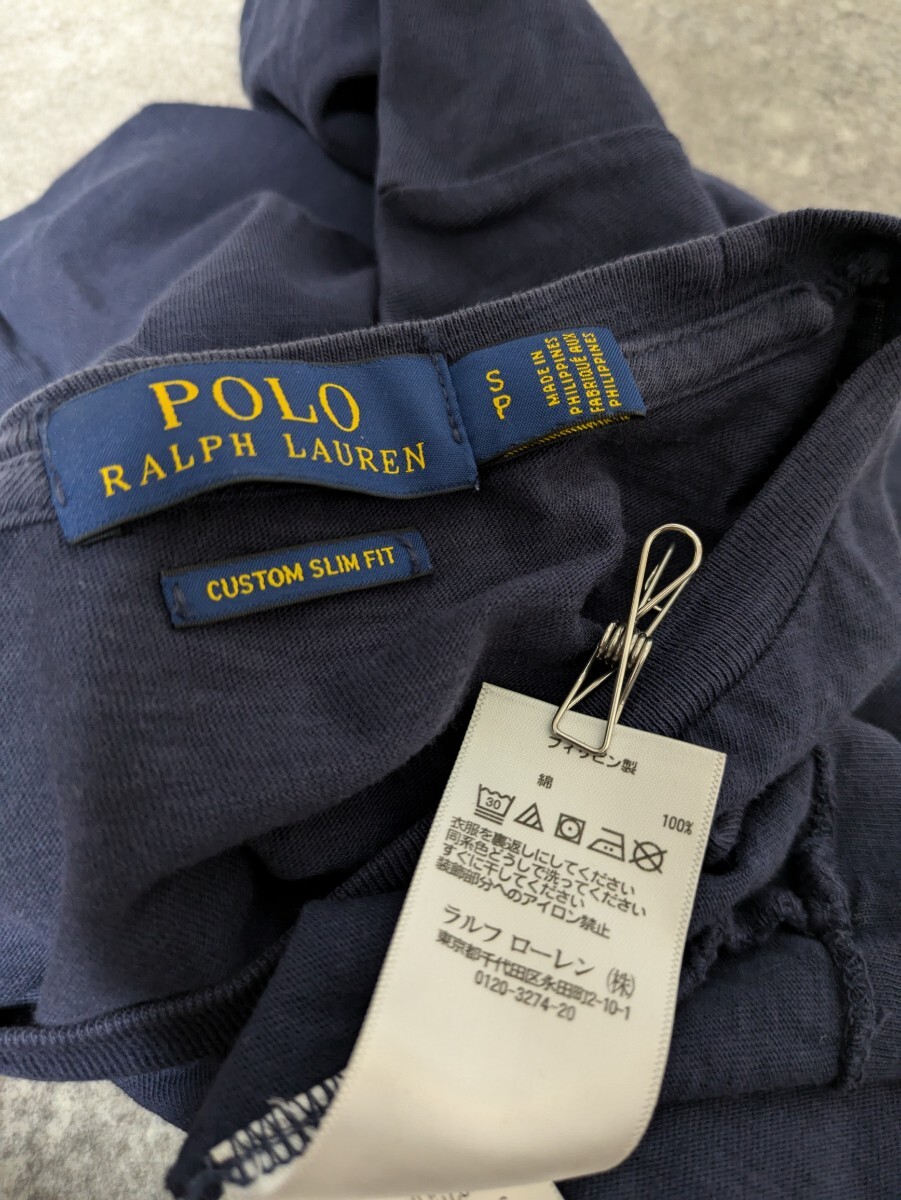 POLO
RALPH LAUREN
S
P
MADE IN
PHILIPPINES
PHILIPPINES
FABRIQUÉ AUX
CUSTOM SLIM FIT
フィリピン製
綿 100%
30
衣服を裏返しにしてください
同系色どうしで洗ってください
すぐに干してください
装飾部分へのアイロン禁止
ラルフ ローレン (株)
東京都千代田区永田町2-10-1
0120-3274-20